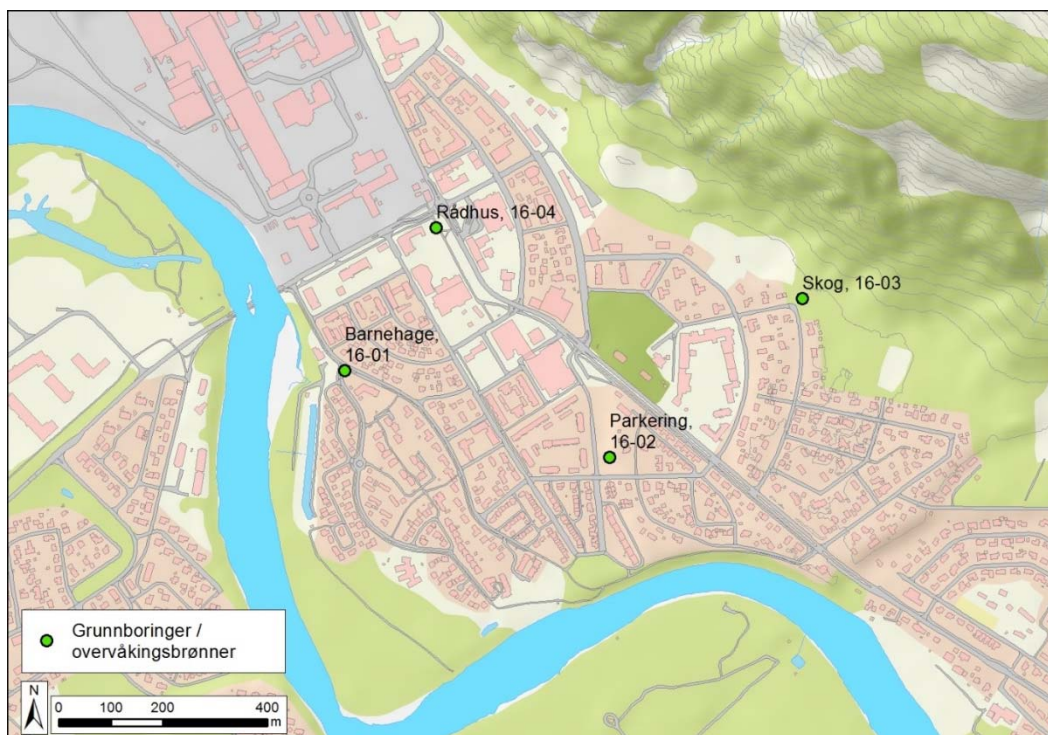 Rådhus, 16-04
Skog, 16-03
Barnehage,
16-01
Parkering,
16-02
Grunnboringer /
overvåkingsbrønner
N
0 100 200 400
m